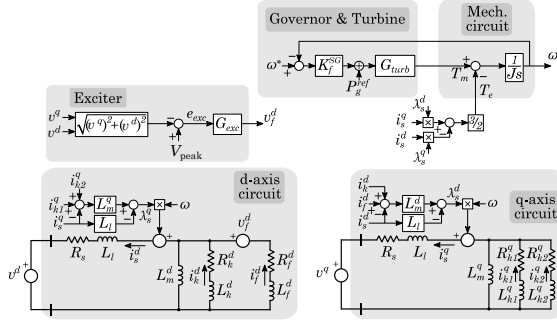 Governor & Turbine
Mech. circuit
ω* + − K_f^SG + + P_g^ref G_turb T_m + − T_e 1/Js ω
λ_s^d
i_s^q × + 3/2
i_s^d × −
λ_s^q
Exciter
v^q √((v^q)²+(v^d)²) − + e_exc G_exc v_f^d
v^d
V_peak
d-axis circuit
i_k2^q
i_k1^q + + + L_m^q + λ_s^q × ω
i_s^q − L_l −
v_f^d
v^d + R_s L_l i_s^d + + L_m^d R_k^d i_k^d L_k^d R_f^d i_f^d L_f^d
q-axis circuit
i_k^d
i_f^d + + + L_m^d + λ_s^d × ω
i_s^d − L_l −
v^q + R_s L_l i_s^q + L_m^q R_k1^q i_k1^q L_k1^q R_k2^q i_k2^q L_k2^q